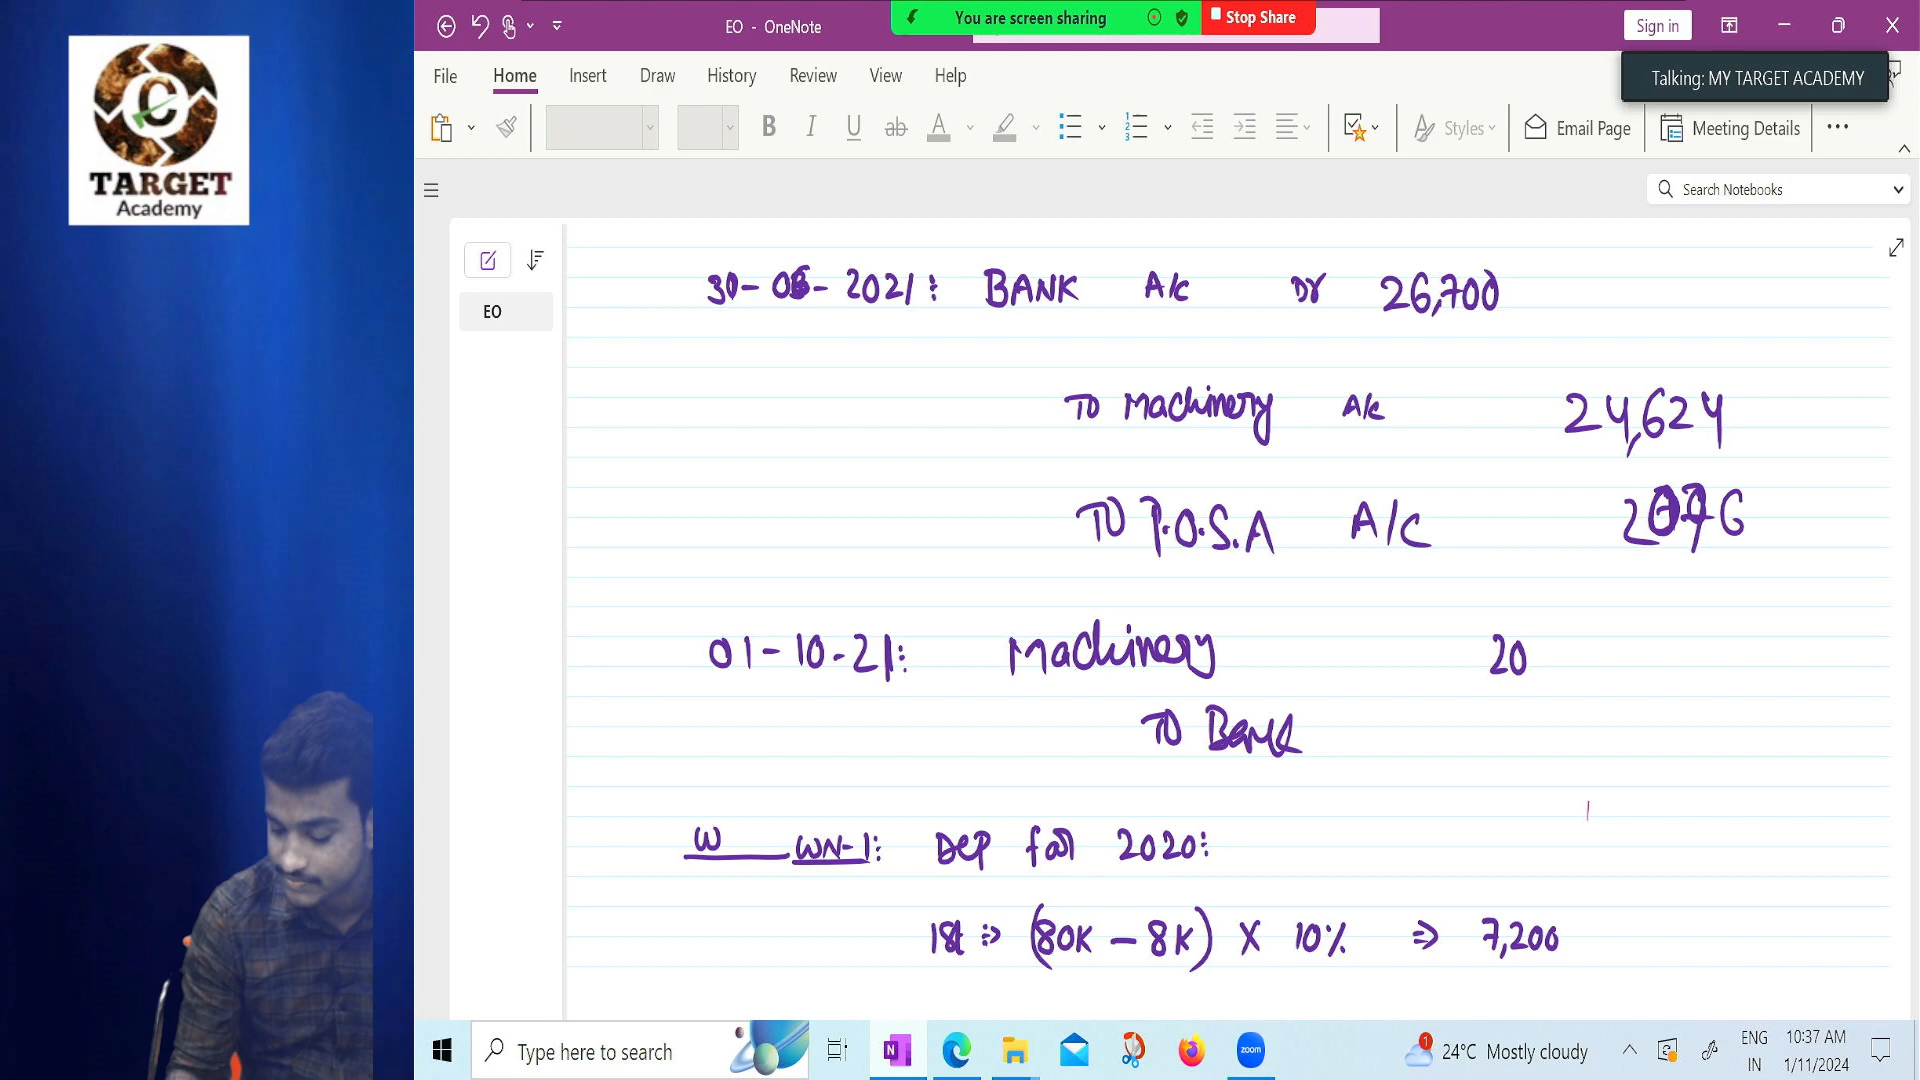 TARGET
Academy
EO - OneNote
You are screen sharing
Stop Share
Sign in
Talking: MY TARGET ACADEMY
File Home Insert Draw History Review View Help
B I U ab A Styles Email Page Meeting Details
Search Notebooks
EO
30-06-2021: BANK A/c Dr 26,700
To Machinery A/c 24,624
To P.O.S.A A/C 2076
01-10-21: Machinery 20
To Bank
W WN-1: Dep for 2020:
1st => (80K - 8K) X 10% => 7,200
Type here to search
zoom
1
24°C Mostly cloudy
ENG
IN
10:37 AM
1/11/2024